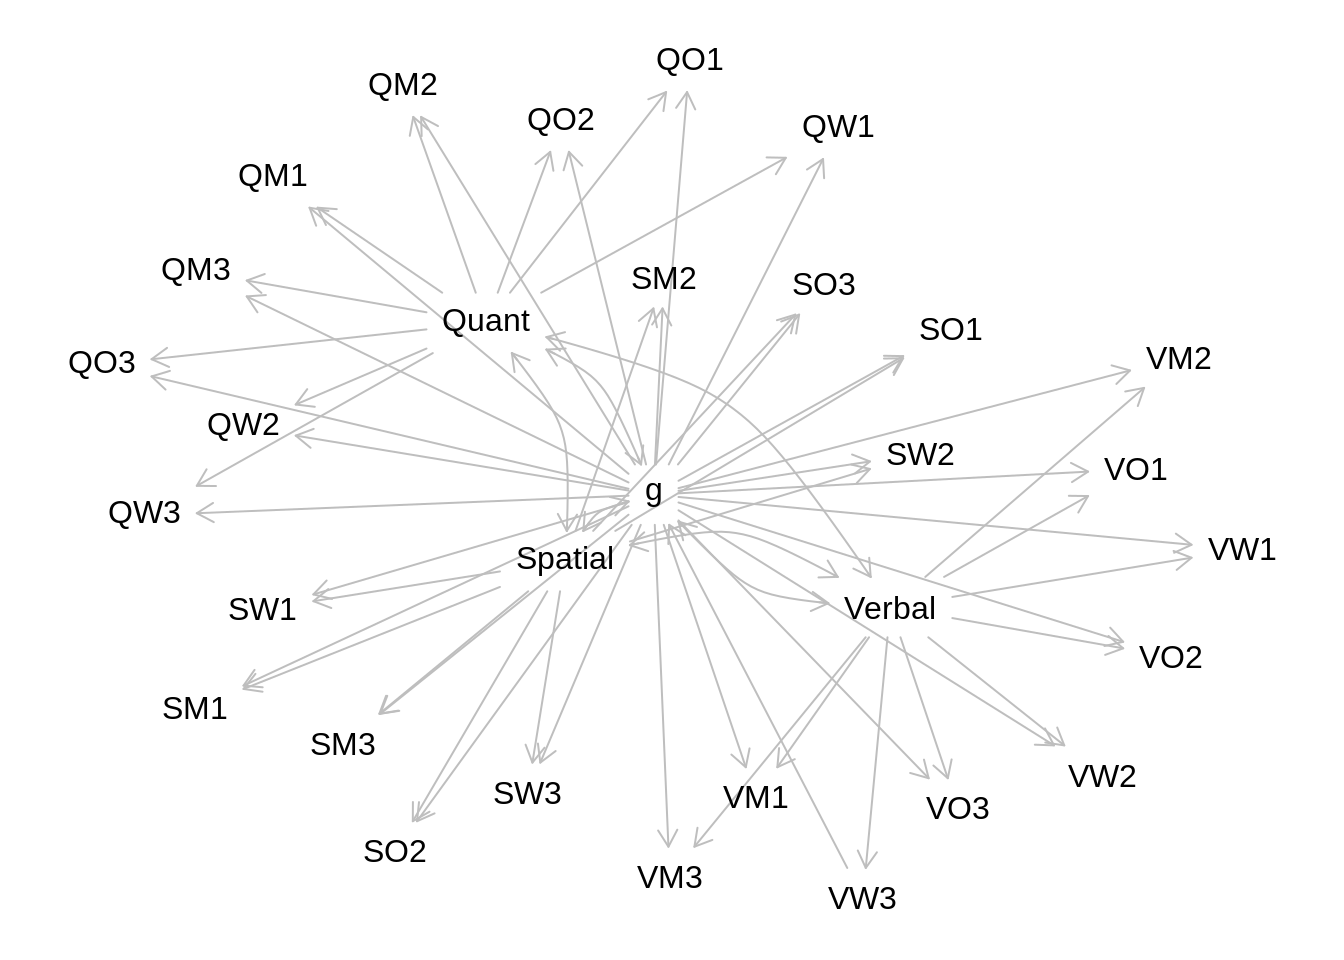 QO1
QM2
QO2
QW1
QM1
QM3
SM2
SO3
Quant
SO1
QO3
VM2
QW2
SW2
VO1
g
QW3
VW1
Spatial
SW1
Verbal
VO2
SM1
SM3
VW2
SW3
VM1
VO3
SO2
VM3
VW3